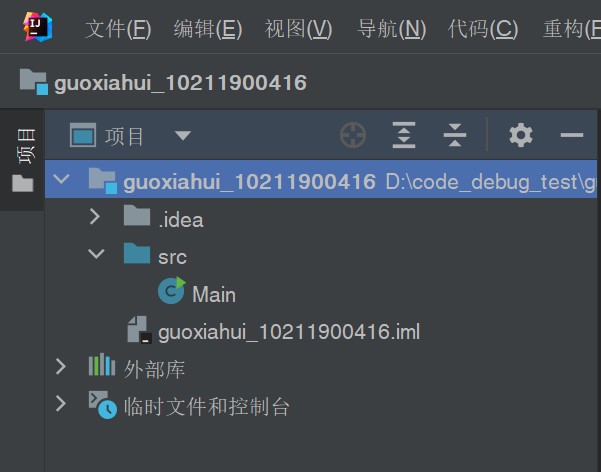 文件(F) 编辑(E) 视图(V) 导航(N) 代码(C) 重构(F
guoxiahui_10211900416
项目
项目
guoxiahui_10211900416 D:\code_debug_test\g
.idea
src
Main
guoxiahui_10211900416.iml
外部库
临时文件和控制台